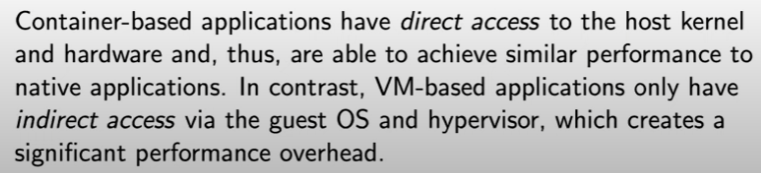 Container-based applications have direct access to the host kernel
and hardware and, thus, are able to achieve similar performance to
native applications. In contrast, VM-based applications only have
indirect access via the guest OS and hypervisor, which creates a
significant performance overhead.